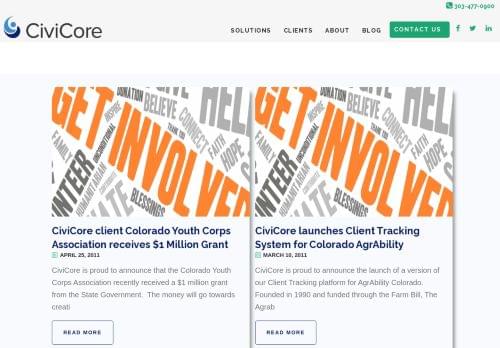 303-477-0900
CiviCore
SOLUTIONS CLIENTS ABOUT BLOG CONTACT US
GET INVOLVED
DONATION
BELIEVE
CONNECT
FAITH
HOPE
HELP
INSPIRE
THANK YOU
UNCONDITIONAL
FAMILY
HUMANITARIAN
BLESSINGS
GET INVOLVED
DONATION
BELIEVE
CONNECT
FAITH
HOPE
HELP
INSPIRE
THANK YOU
UNCONDITIONAL
FAMILY
HUMANITARIAN
BLESSINGS
CiviCore client Colorado Youth Corps
Association receives $1 Million Grant
APRIL 25, 2011
CiviCore is proud to announce that the Colorado Youth
Corps Association recently received a $1 million grant
from the State Government. The money will go towards
creati
READ MORE
CiviCore launches Client Tracking
System for Colorado AgrAbility
MARCH 10, 2011
CiviCore is proud to announce the launch of a version of
our Client Tracking platform for AgrAbility Colorado.
Founded in 1990 and funded through the Farm Bill, The
Agrab
READ MORE